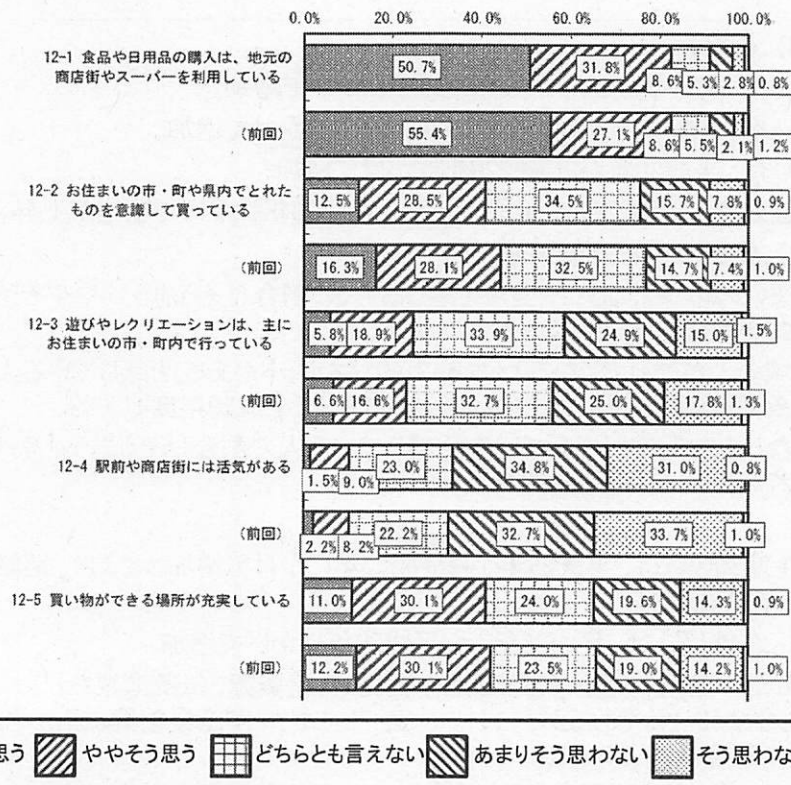 0.0% 20.0% 40.0% 60.0% 80.0% 100.0%
12-1 食品や日用品の購入は、地元の
商店街やスーパーを利用している
50.7% 31.8% 8.6% 5.3% 2.8% 0.8%
(前回)
55.4% 27.1% 8.6% 5.5% 2.1% 1.2%
12-2 お住まいの市・町や県内でとれた
ものを意識して買っている
12.5% 28.5% 34.5% 15.7% 7.8% 0.9%
(前回)
16.3% 28.1% 32.5% 14.7% 7.4% 1.0%
12-3 遊びやレクリエーションは、主に
お住まいの市・町内で行っている
5.8% 18.9% 33.9% 24.9% 15.0% 1.5%
(前回)
6.6% 16.6% 32.7% 25.0% 17.8% 1.3%
12-4 駅前や商店街には活気がある
1.5% 9.0% 23.0% 34.8% 31.0% 0.8%
(前回)
2.2% 8.2% 22.2% 32.7% 33.7% 1.0%
12-5 買い物ができる場所が充実している
11.0% 30.1% 24.0% 19.6% 14.3% 0.9%
(前回)
12.2% 30.1% 23.5% 19.0% 14.2% 1.0%
思う ややそう思う どちらとも言えない あまりそう思わない そう思わな